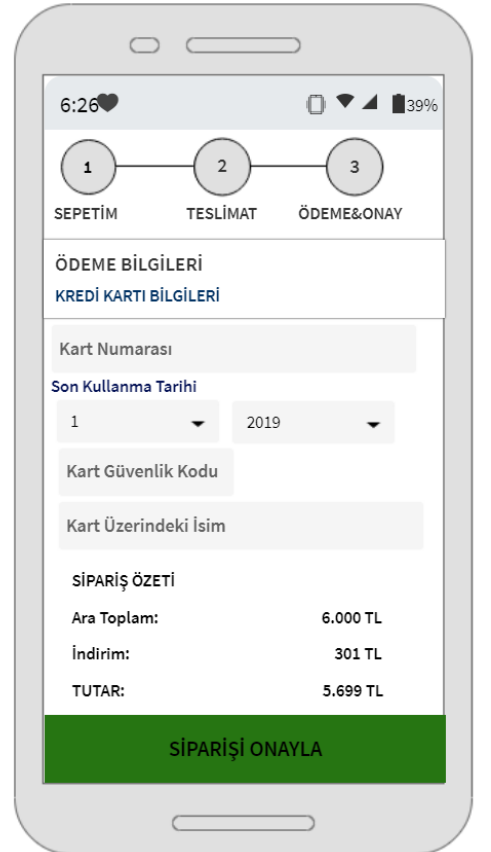 6:26
39%
1 2 3
SEPETİM TESLİMAT ÖDEME&ONAY
ÖDEME BİLGİLERİ
KREDİ KARTI BİLGİLERİ
Kart Numarası
Son Kullanma Tarihi
1 2019
Kart Güvenlik Kodu
Kart Üzerindeki İsim
SİPARİŞ ÖZETİ
Ara Toplam: 6.000 TL
İndirim: 301 TL
TUTAR: 5.699 TL
SİPARİŞİ ONAYLA